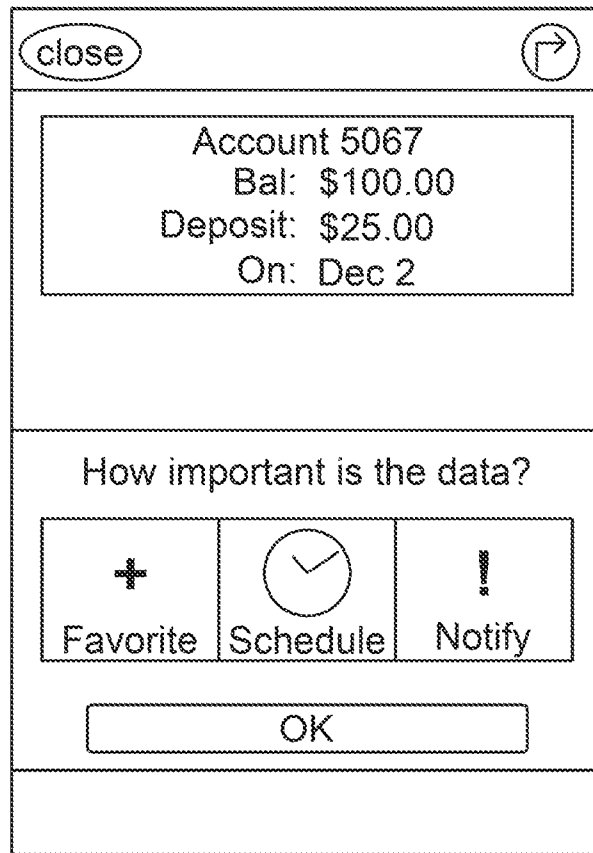 close
Account 5067
Bal: $100.00
Deposit: $25.00
On: Dec 2
How important is the data?
+ !
Favorite Schedule Notify
OK